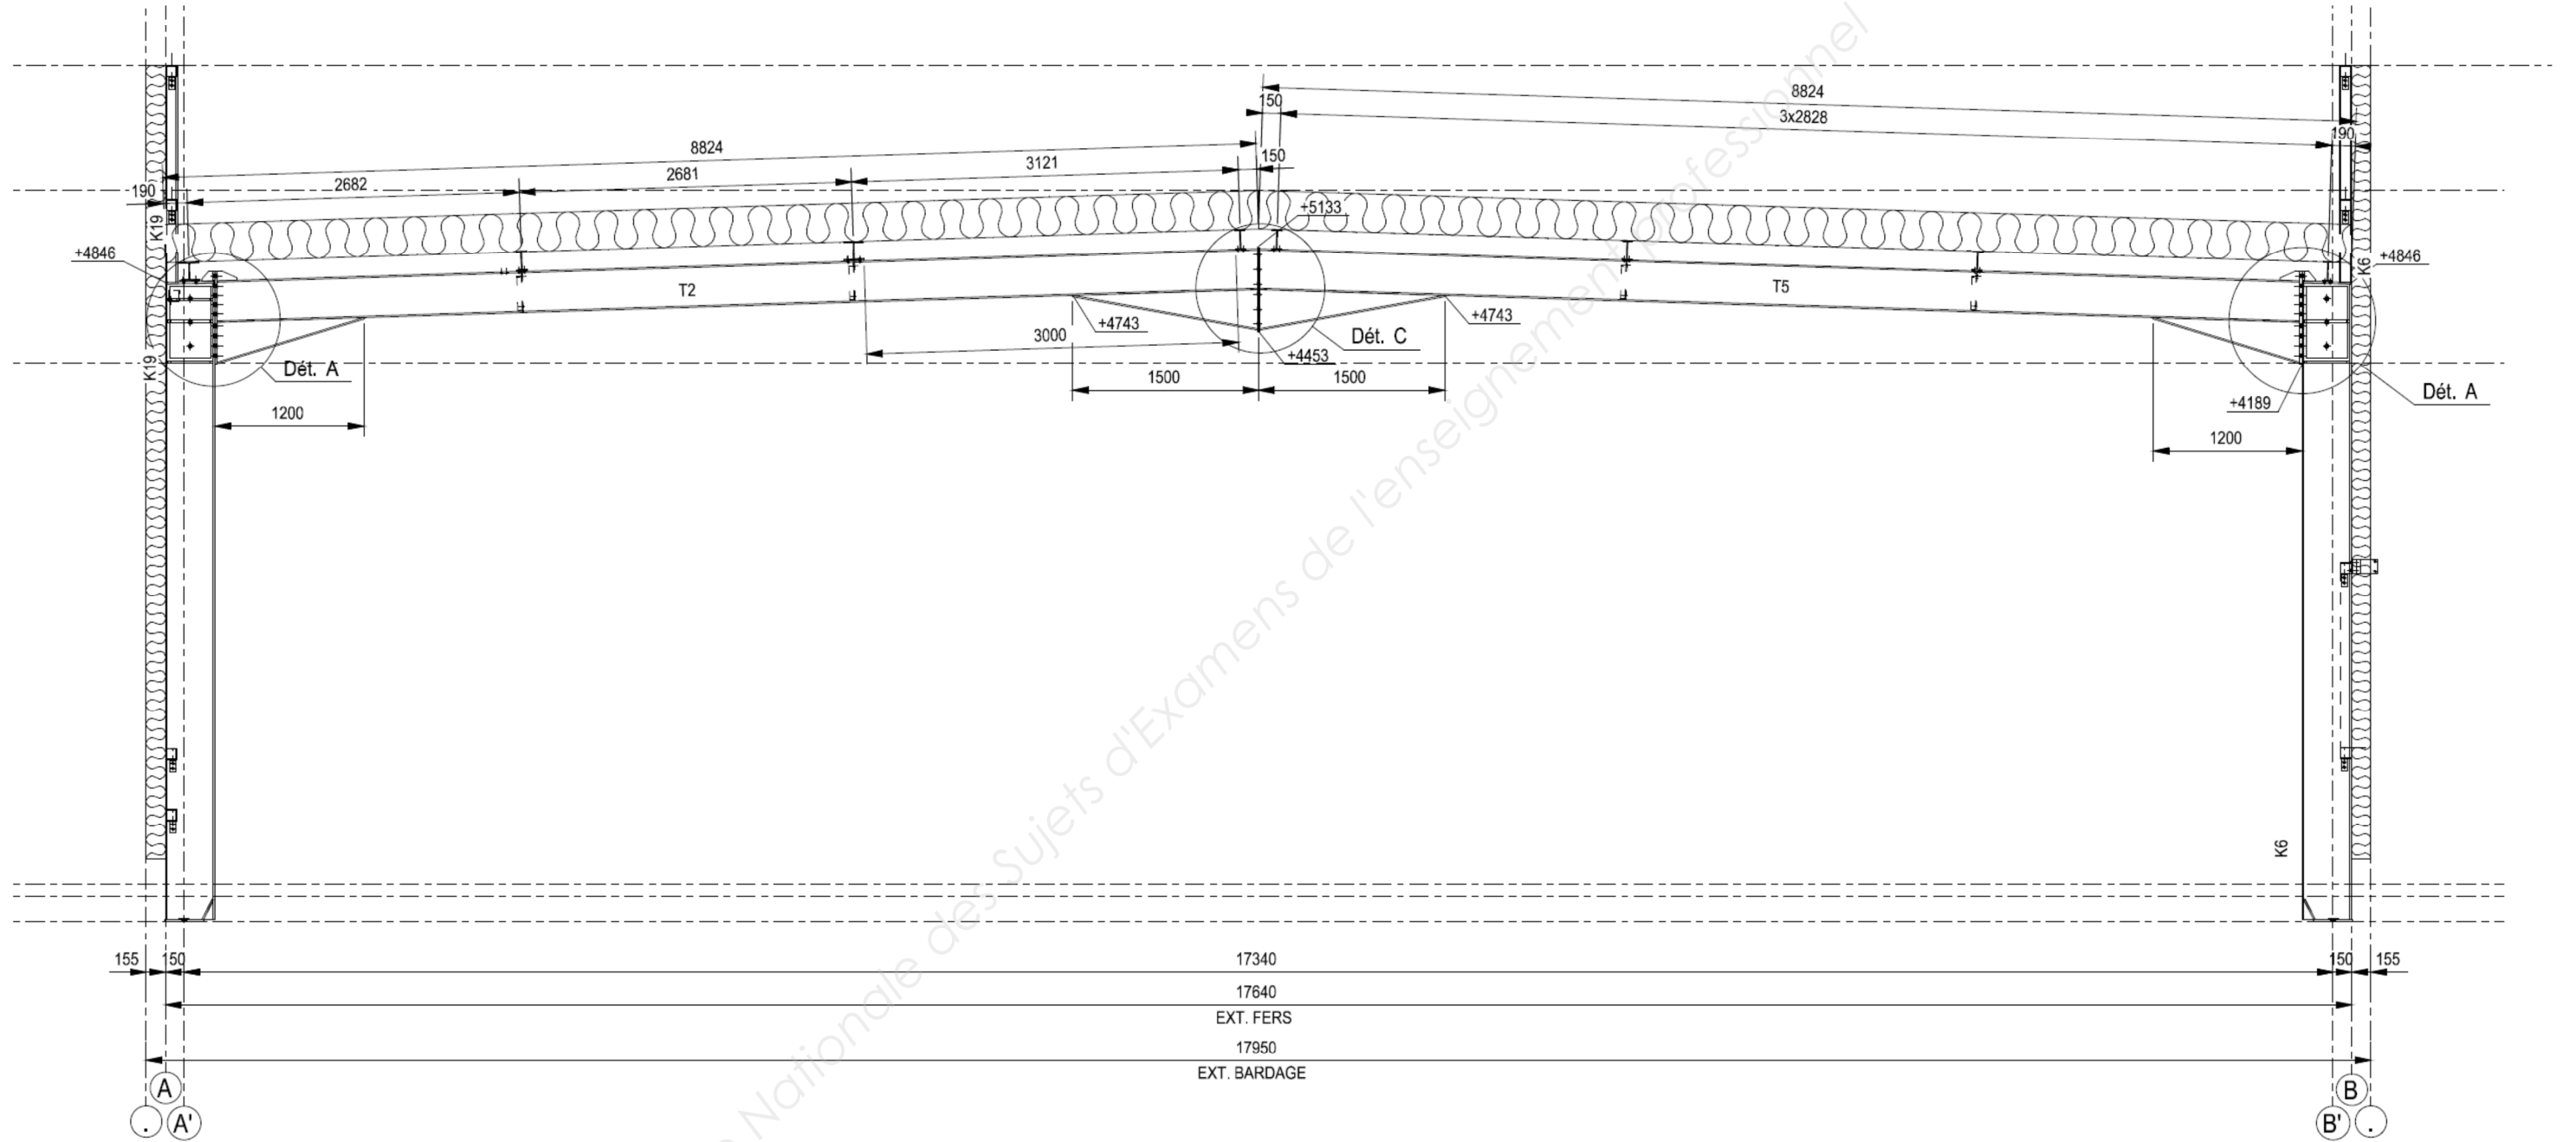 8824
150
3x2828
190
8824
3121
150
2681
2682
190
K19
+5133
+4846
K6
+4846
T2
T5
+4743
+4743
3000
Dét. C
+4453
K19
Dét. A
1500
1500
Dét. A
+4189
1200
1200
K6
155
150
17340
150
155
17640
EXT. FERS
17950
EXT. BARDAGE
A
B
.
A'
B'
.
Nationale des Sujets d'Examens de l'enseignement professionnel